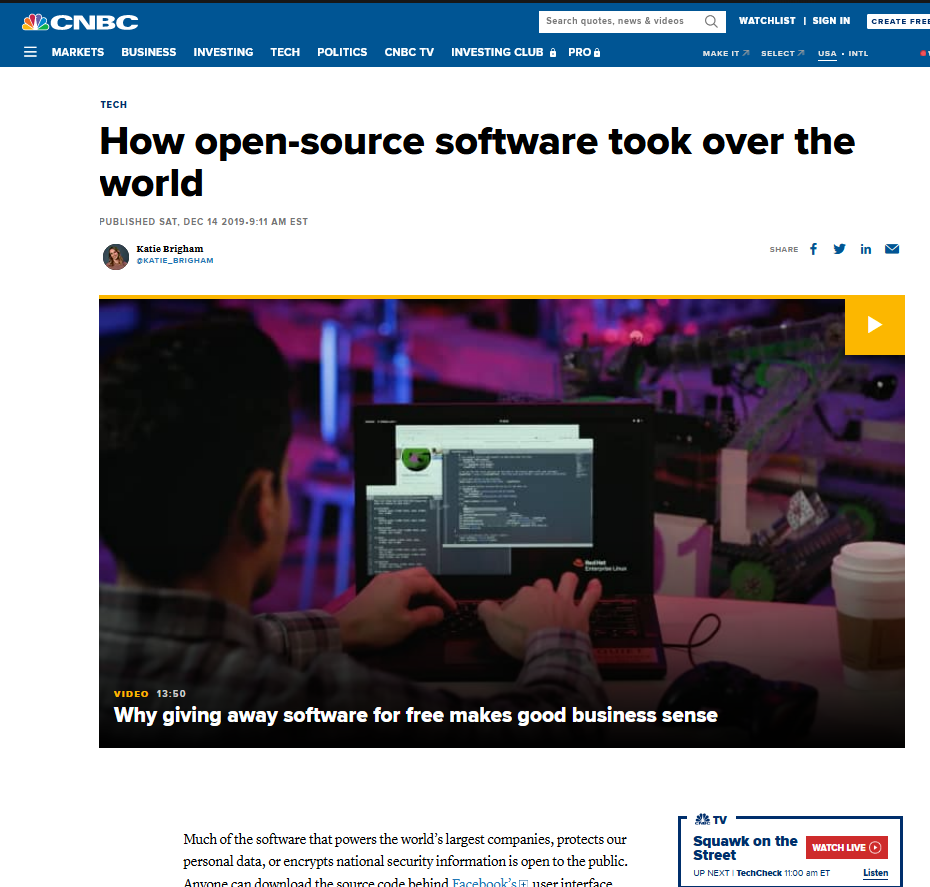 CNBC
Search quotes, news & videos
WATCHLIST | SIGN IN
CREATE FREE
MARKETS BUSINESS INVESTING TECH POLITICS CNBC TV INVESTING CLUB PRO
MAKE IT SELECT USA • INTL
TECH
How open-source software took over the
world
PUBLISHED SAT, DEC 14 2019•9:11 AM EST
Katie Brigham
@KATIE_BRIGHAM
SHARE
Red Hat
Enterprise Linux
VIDEO 13:50
Why giving away software for free makes good business sense
Much of the software that powers the world’s largest companies, protects our
personal data, or encrypts national security information is open to the public.
Anyone can download the source code behind Facebook’s user interface,
CNBC TV
Squawk on the
Street
WATCH LIVE
UP NEXT | TechCheck 11:00 am ET
Listen